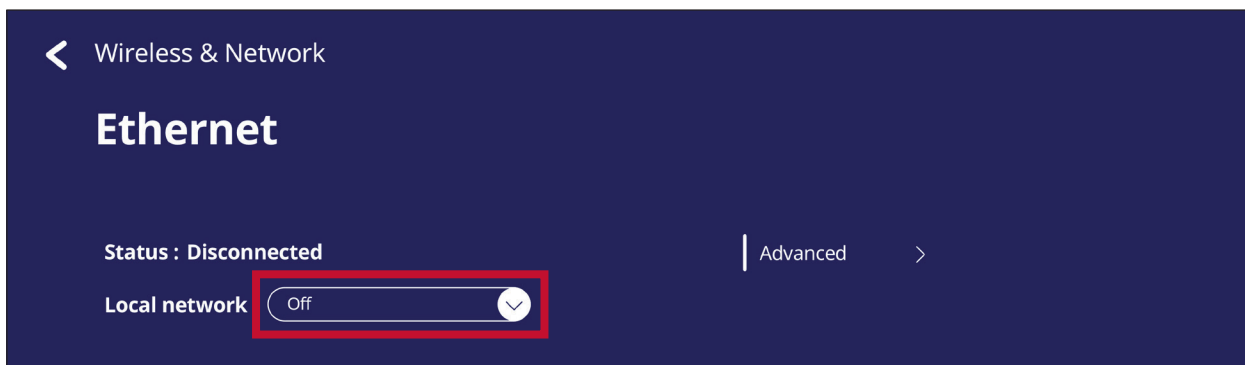 Wireless & Network
Ethernet
Status : Disconnected
Advanced
Local network
Off